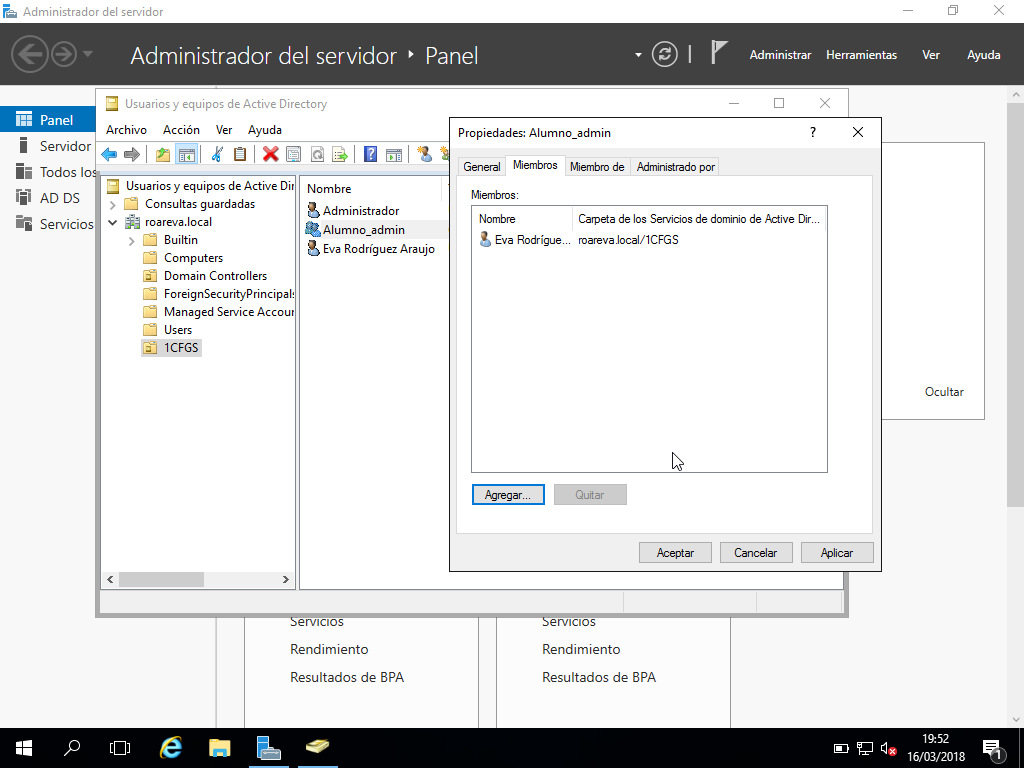 Administrador del servidor
Administrador del servidor ‣ Panel
Administrar Herramientas Ver Ayuda
Panel
Servidor
Todos los
AD DS
Servicios
Usuarios y equipos de Active Directory
Archivo Acción Ver Ayuda
Usuarios y equipos de Active Dir
Consultas guardadas
roareva.local
Builtin
Computers
Domain Controllers
ForeignSecurityPrincipals
Managed Service Accour
Users
1CFGS
Nombre
Administrador
Alumno_admin
Eva Rodríguez Araujo
Propiedades: Alumno_admin
General Miembros Miembro de Administrado por
Miembros:
Nombre Carpeta de los Servicios de dominio de Active Dir...
Eva Rodrígue... roareva.local/1CFGS
Agregar... Quitar
Aceptar Cancelar Aplicar
Ocultar
Servicios
Rendimiento
Resultados de BPA
Servicios
Rendimiento
Resultados de BPA
19:52
16/03/2018
1